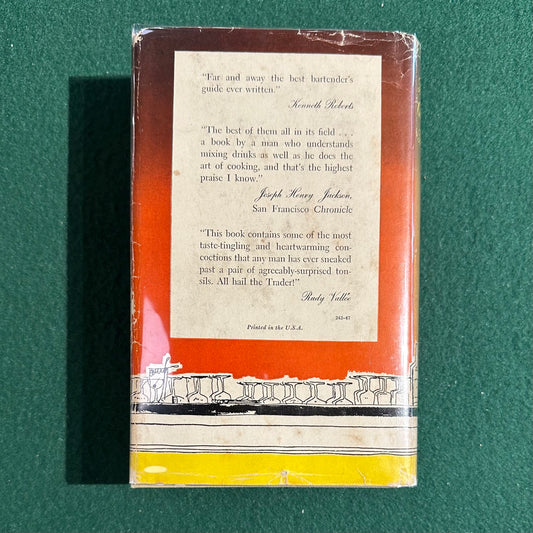 “Far and away the best bartender's
guide ever written.”
Kenneth Roberts
“The best of them all in its field . . .
a book by a man who understands
mixing drinks as well as he does the
art of cooking, and that's the highest
praise I know.”
Joseph Henry Jackson,
San Francisco Chronicle
“This book contains some of the most
taste-tingling and heartwarming con-
coctions that any man has ever sneaked
past a pair of agreeably-surprised ton-
sils. All hail the Trader!”
Rudy Vallée
241-47
Printed in the U.S.A.